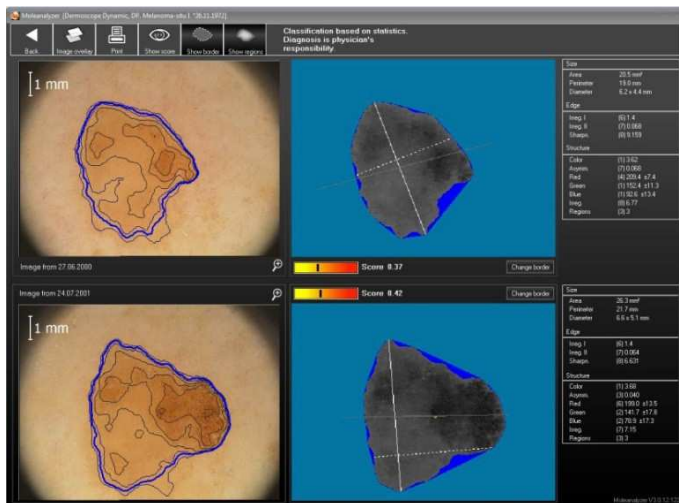 Moleanalyzer (Dermoscope Dynamic, DF, Melanoma-situ I. *28.11.1972)
Back
Image overlay
Print
Show score
Show border
Show regions
Classification based on statistics.
Diagnosis is physician's
responsibility.
1 mm
Image from 27.06.2000
Score 0.37
Change border
Size
Area 20.5 mm²
Perimeter 19.0 mm
Diameter 6.2 x 4.4 mm
Edge
Irreg. I (6) 1.4
Irreg. II (7) 0.068
Sharpn. (8) 9.159
Structure
Color (1) 3.62
Asymm. (7) 0.068
Red (4) 209.4 ±7.4
Green (1) 152.4 ±11.3
Blue (1) 92.6 ±13.4
Irreg. (8) 6.77
Regions (3) 3
Image from 24.07.2001
1 mm
Score 0.42
Change border
Size
Area 26.3 mm²
Perimeter 21.7 mm
Diameter 6.6 x 5.1 mm
Edge
Irreg. I (6) 1.4
Irreg. II (7) 0.064
Sharpn. (8) 6.631
Structure
Color (1) 3.68
Asymm. (3) 0.040
Red (6) 199.0 ±13.5
Green (2) 141.7 ±17.8
Blue (2) 78.9 ±17.3
Irreg. (7) 7.15
Regions (3) 3